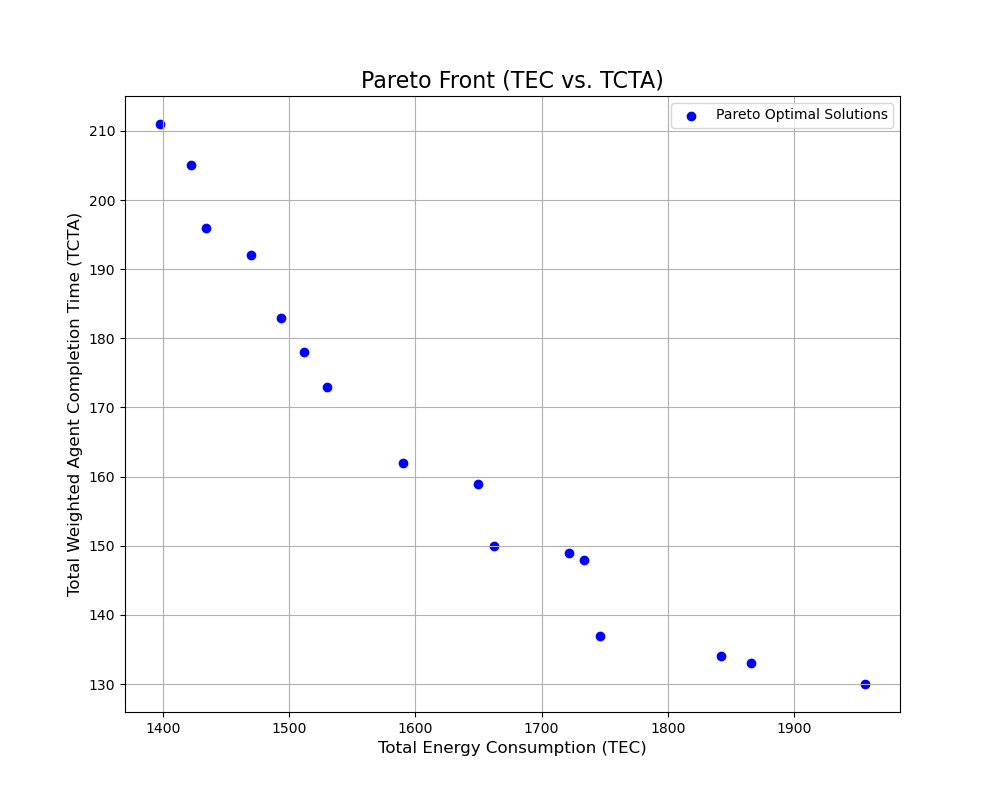 Pareto Front (TEC vs. TCTA)
Pareto Optimal Solutions
Total Weighted Agent Completion Time (TCTA)
210
200
190
180
170
160
150
140
130
1400 1500 1600 1700 1800 1900
Total Energy Consumption (TEC)